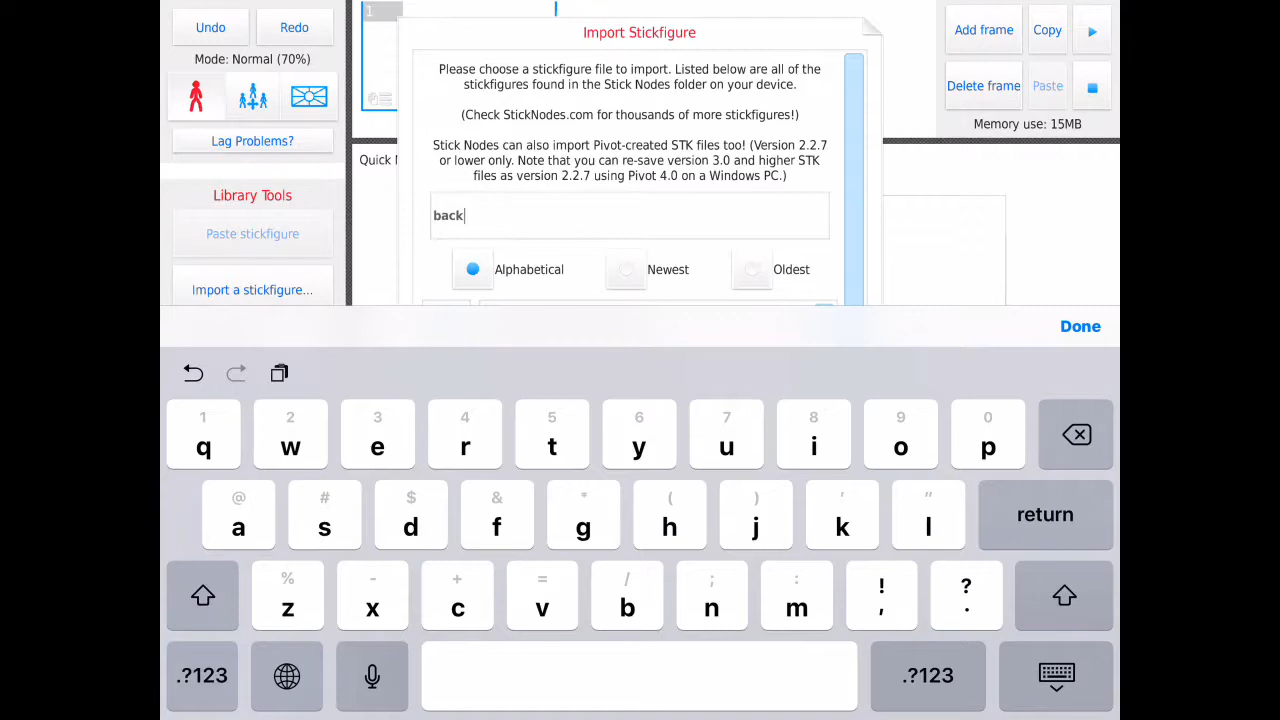 Undo
Redo
Mode: Normal (70%)
Lag Problems?
Library Tools
Paste stickfigure
Import a stickfigure...
1
Quick
Import Stickfigure
Please choose a stickfigure file to import. Listed below are all of the
stickfigures found in the Stick Nodes folder on your device.
(Check StickNodes.com for thousands of more stickfigures!)
Stick Nodes can also import Pivot-created STK files too! (Version 2.2.7
or lower only. Note that you can re-save version 3.0 and higher STK
files as version 2.2.7 using Pivot 4.0 on a Windows PC.)
back
Alphabetical
Newest
Oldest
Add frame
Copy
Delete frame
Paste
Memory use: 15MB
Done
1 2 3 4 5 6 7 8 9 0
q w e r t y u i o p
@ # $ & * ( ) ' "
a s d f g h j k l
return
% - + = / ; : ! ?
z x c v b n m , .
.?123
.?123